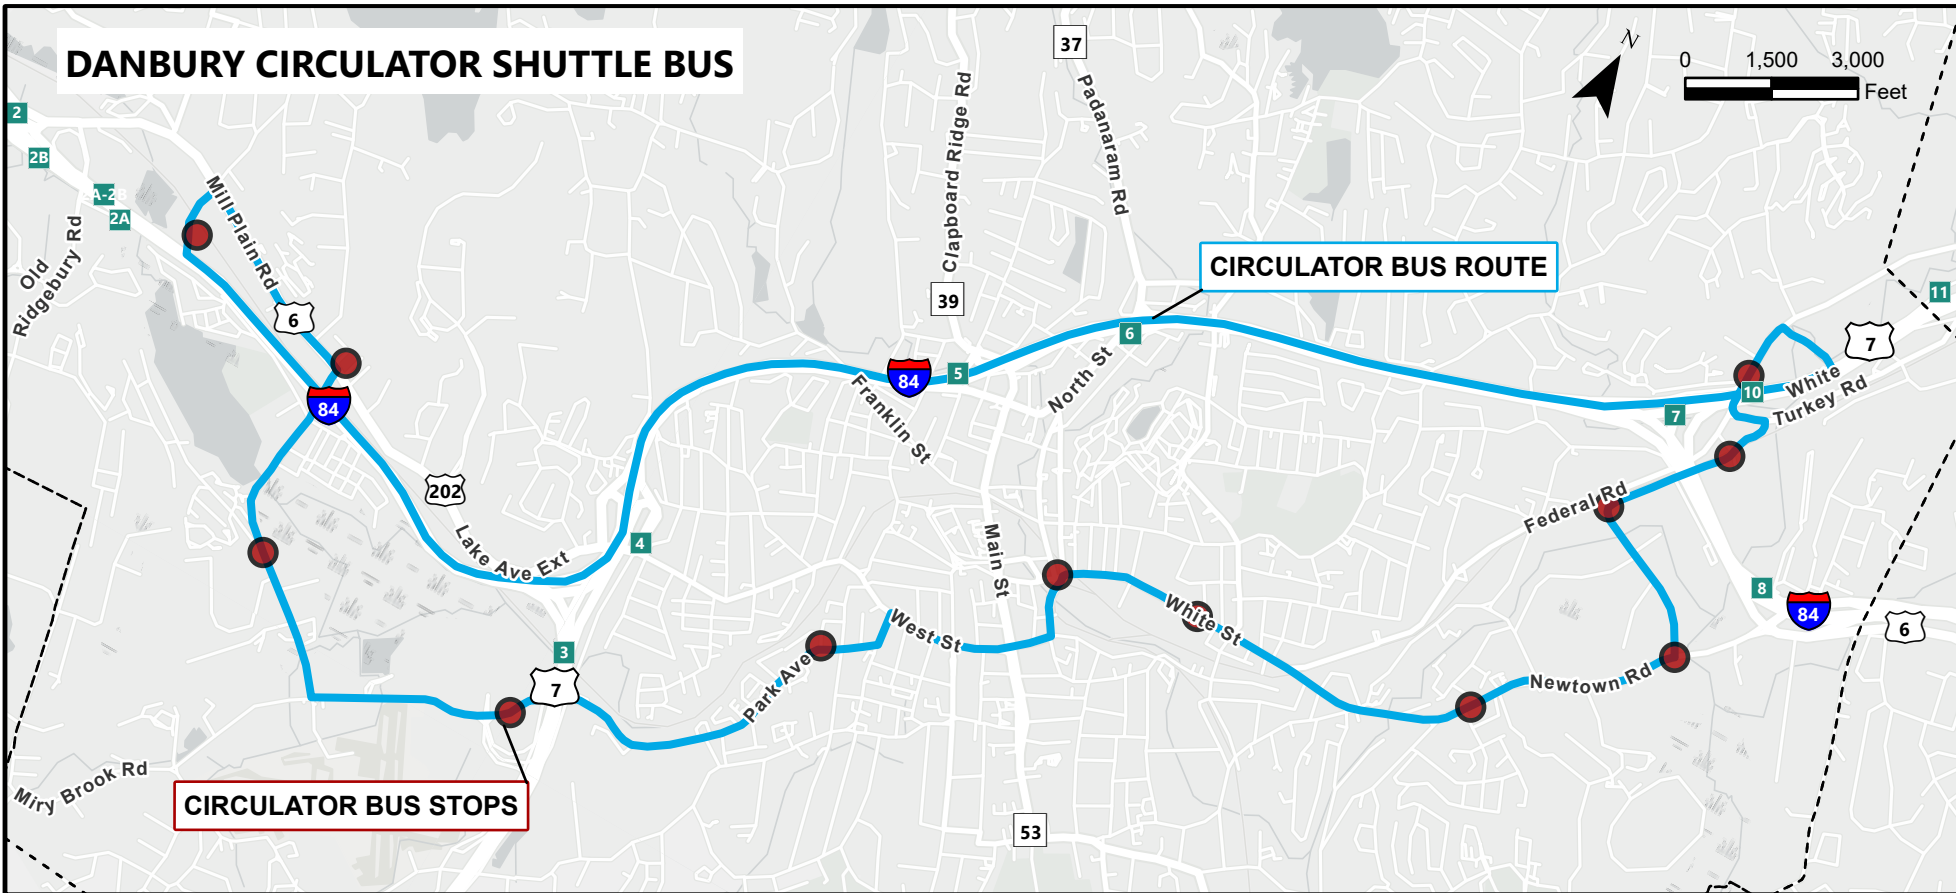 DANBURY CIRCULATOR SHUTTLE BUS
37
N
0 1,500 3,000
Feet
2
2B
A-2B
2A
Old
Ridgebury Rd
Mill Plain Rd
6
84
202
Lake Ave Ext
Clapboard Ridge Rd
39
Padanaram Rd
CIRCULATOR BUS ROUTE
6
5
84
Franklin St
North St
11
7
10
White
Turkey Rd
7
Federal Rd
4
Main St
3
7
West St
Park Ave
White St
Newtown Rd
8
84
6
Miry Brook Rd
CIRCULATOR BUS STOPS
53